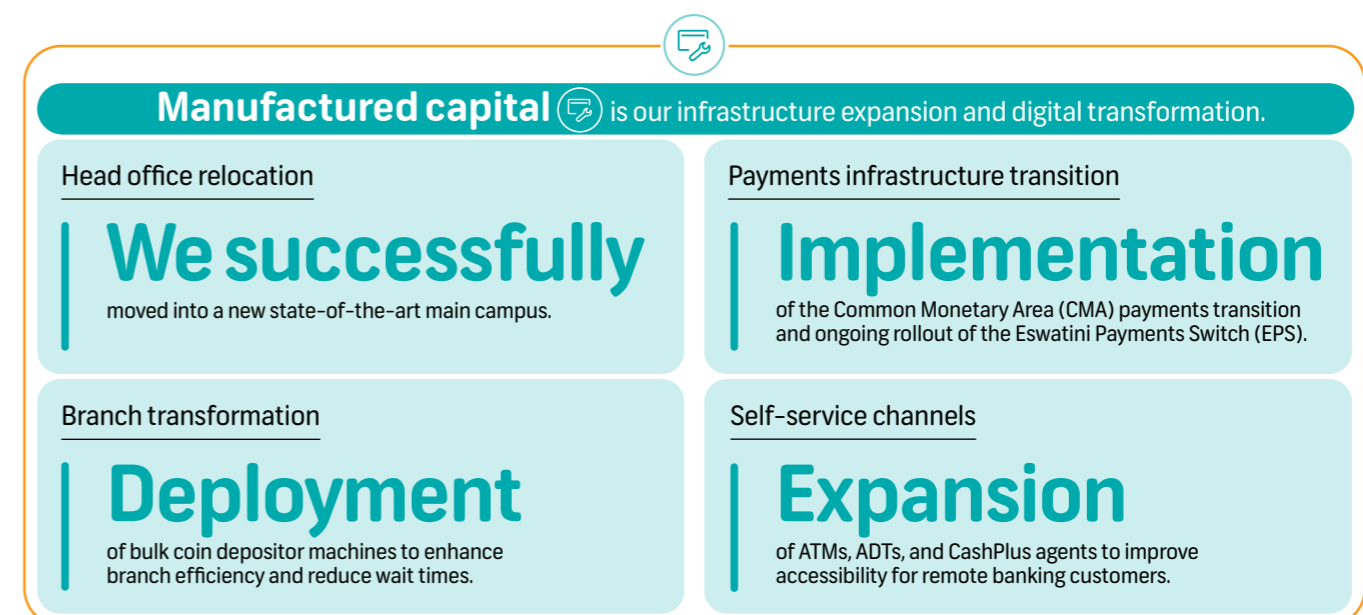 Manufactured capital is our infrastructure expansion and digital transformation.
Head office relocation
We successfully
moved into a new state-of-the-art main campus.
Payments infrastructure transition
Implementation
of the Common Monetary Area (CMA) payments transition
and ongoing rollout of the Eswatini Payments Switch (EPS).
Branch transformation
Deployment
of bulk coin depositor machines to enhance
branch efficiency and reduce wait times.
Self-service channels
Expansion
of ATMs, ADTs, and CashPlus agents to improve
accessibility for remote banking customers.